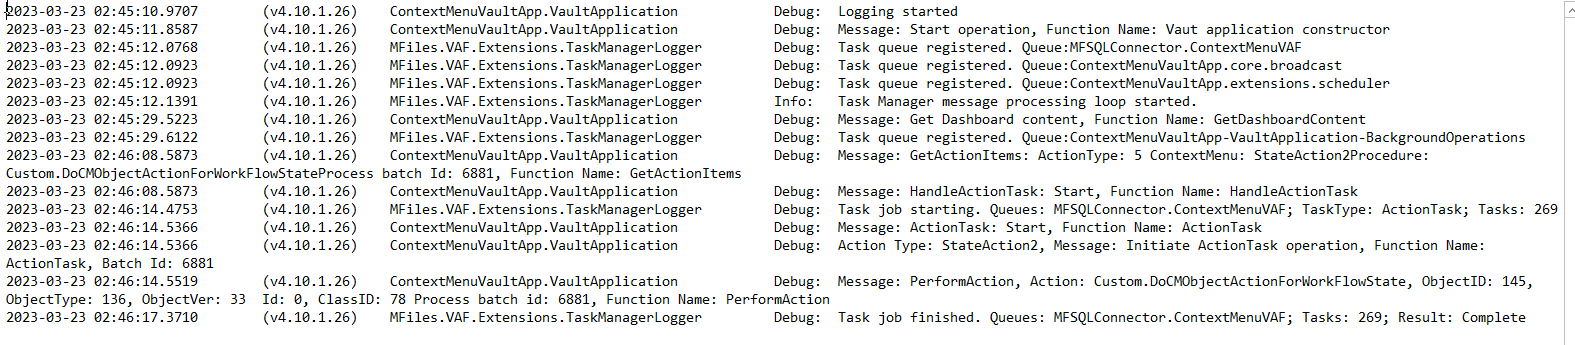 2023-03-23 02:45:10.9707 (v4.10.1.26) ContextMenuVaultApp.VaultApplication Debug: Logging started
2023-03-23 02:45:11.8587 (v4.10.1.26) ContextMenuVaultApp.VaultApplication Debug: Message: Start operation, Function Name: Vaut application constructor
2023-03-23 02:45:12.0768 (v4.10.1.26) MFiles.VAF.Extensions.TaskManagerLogger Debug: Task queue registered. Queue:MFSQLConnector.ContextMenuVAF
2023-03-23 02:45:12.0923 (v4.10.1.26) MFiles.VAF.Extensions.TaskManagerLogger Debug: Task queue registered. Queue:ContextMenuVaultApp.core.broadcast
2023-03-23 02:45:12.0923 (v4.10.1.26) MFiles.VAF.Extensions.TaskManagerLogger Debug: Task queue registered. Queue:ContextMenuVaultApp.extensions.scheduler
2023-03-23 02:45:12.1391 (v4.10.1.26) MFiles.VAF.Extensions.TaskManagerLogger Info: Task Manager message processing loop started.
2023-03-23 02:45:29.5223 (v4.10.1.26) ContextMenuVaultApp.VaultApplication Debug: Message: Get Dashboard content, Function Name: GetDashboardContent
2023-03-23 02:45:29.6122 (v4.10.1.26) MFiles.VAF.Extensions.TaskManagerLogger Debug: Task queue registered. Queue:ContextMenuVaultApp-VaultApplication-BackgroundOperations
2023-03-23 02:46:08.5873 (v4.10.1.26) ContextMenuVaultApp.VaultApplication Debug: Message: GetActionItems: ActionType: 5 ContextMenu: StateAction2Procedure:
Custom.DoCMObjectActionForWorkFlowStateProcess batch Id: 6881, Function Name: GetActionItems
2023-03-23 02:46:08.5873 (v4.10.1.26) ContextMenuVaultApp.VaultApplication Debug: Message: HandleActionTask: Start, Function Name: HandleActionTask
2023-03-23 02:46:14.4753 (v4.10.1.26) MFiles.VAF.Extensions.TaskManagerLogger Debug: Task job starting. Queues: MFSQLConnector.ContextMenuVAF; TaskType: ActionTask; Tasks: 269
2023-03-23 02:46:14.5366 (v4.10.1.26) ContextMenuVaultApp.VaultApplication Debug: Message: ActionTask: Start, Function Name: ActionTask
2023-03-23 02:46:14.5366 (v4.10.1.26) ContextMenuVaultApp.VaultApplication Debug: Action Type: StateAction2, Message: Initiate ActionTask operation, Function Name:
ActionTask, Batch Id: 6881
2023-03-23 02:46:14.5519 (v4.10.1.26) ContextMenuVaultApp.VaultApplication Debug: Message: PerformAction, Action: Custom.DoCMObjectActionForWorkFlowState, ObjectID: 145,
ObjectType: 136, ObjectVer: 33 Id: 0, ClassID: 78 Process batch id: 6881, Function Name: PerformAction
2023-03-23 02:46:17.3710 (v4.10.1.26) MFiles.VAF.Extensions.TaskManagerLogger Debug: Task job finished. Queues: MFSQLConnector.ContextMenuVAF; Tasks: 269; Result: Complete